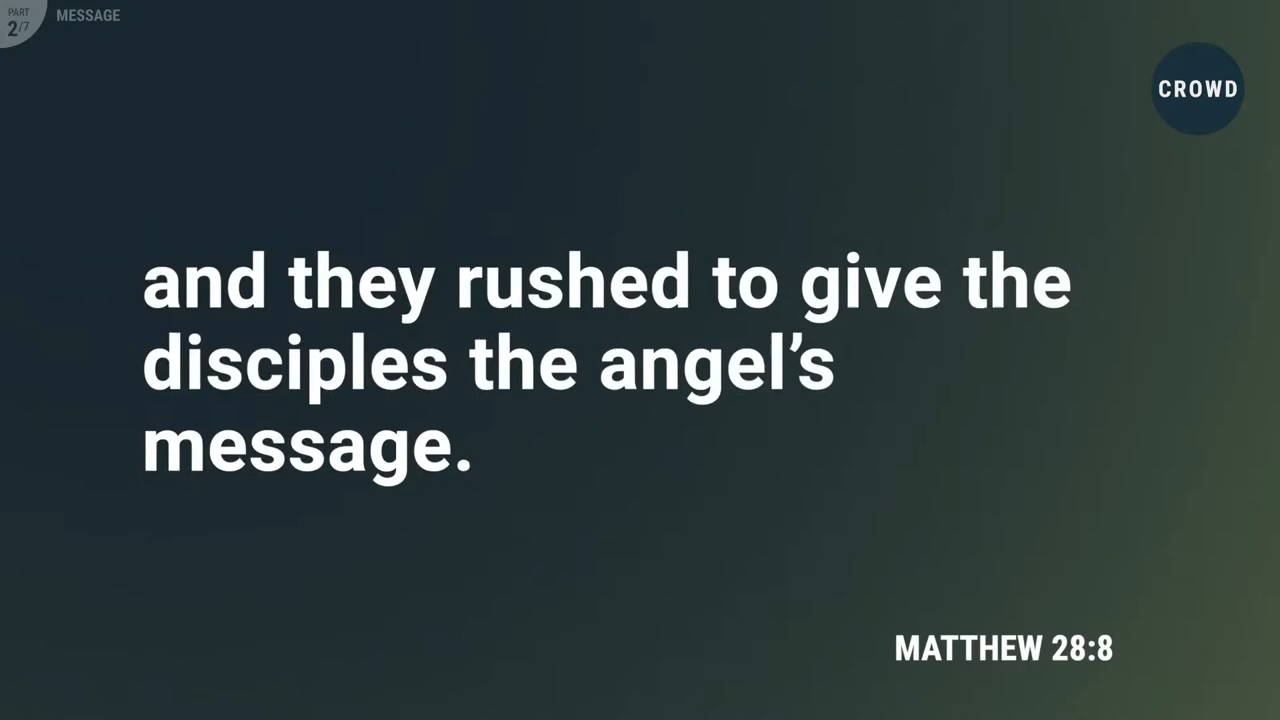 PART
2/7
MESSAGE
CROWD
and they rushed to give the
disciples the angel’s
message.
MATTHEW 28:8